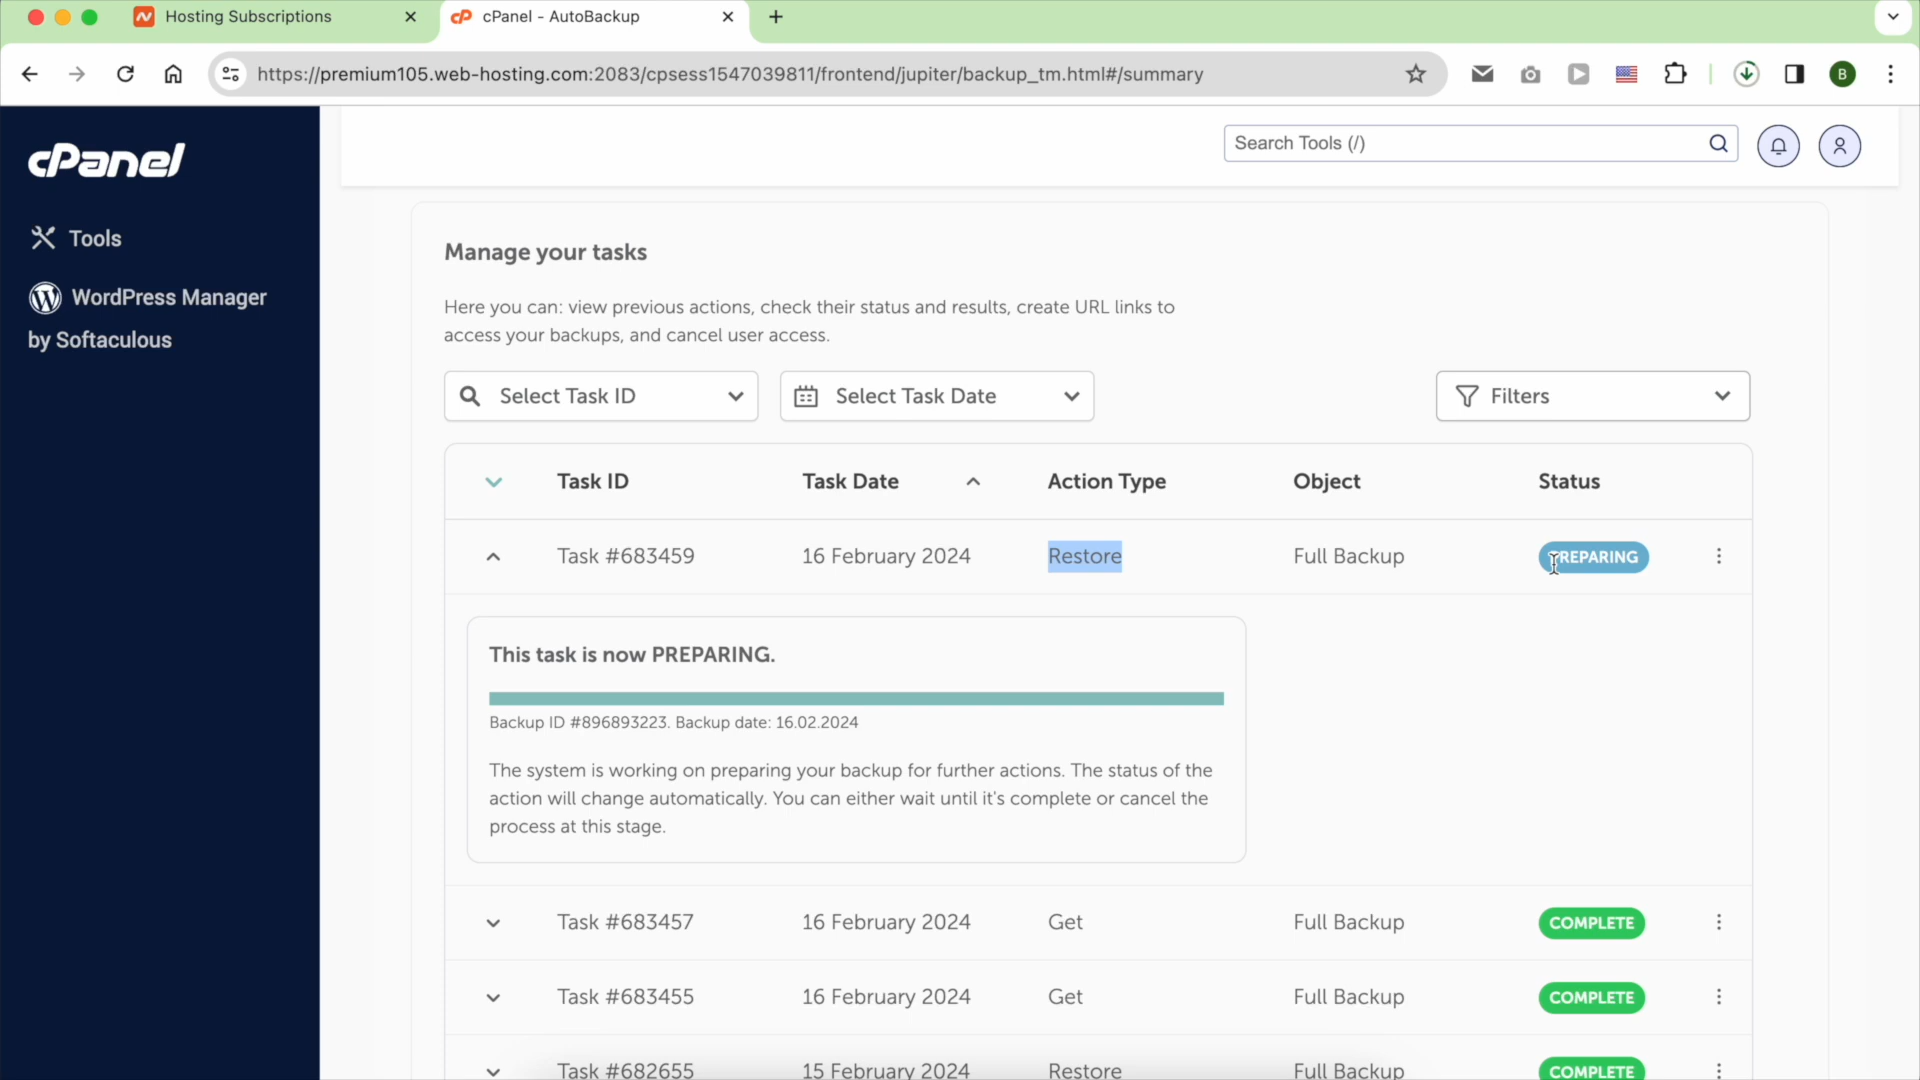 Hosting Subscriptions
cPanel - AutoBackup
https://premium105.web-hosting.com:2083/cpsess1547039811/frontend/jupiter/backup_tm.html#/summary
B
cPanel
Search Tools (/)
Tools
WordPress Manager
by Softaculous
Manage your tasks
Here you can: view previous actions, check their status and results, create URL links to
access your backups, and cancel user access.
Select Task ID
Select Task Date
Filters
Task ID Task Date Action Type Object Status
Task #683459 16 February 2024 Restore Full Backup PREPARING
This task is now PREPARING.
Backup ID #896893223. Backup date: 16.02.2024
The system is working on preparing your backup for further actions. The status of the
action will change automatically. You can either wait until it's complete or cancel the
process at this stage.
Task #683457 16 February 2024 Get Full Backup COMPLETE
Task #683455 16 February 2024 Get Full Backup COMPLETE
Task #682655 15 February 2024 Restore Full Backup COMPLETE